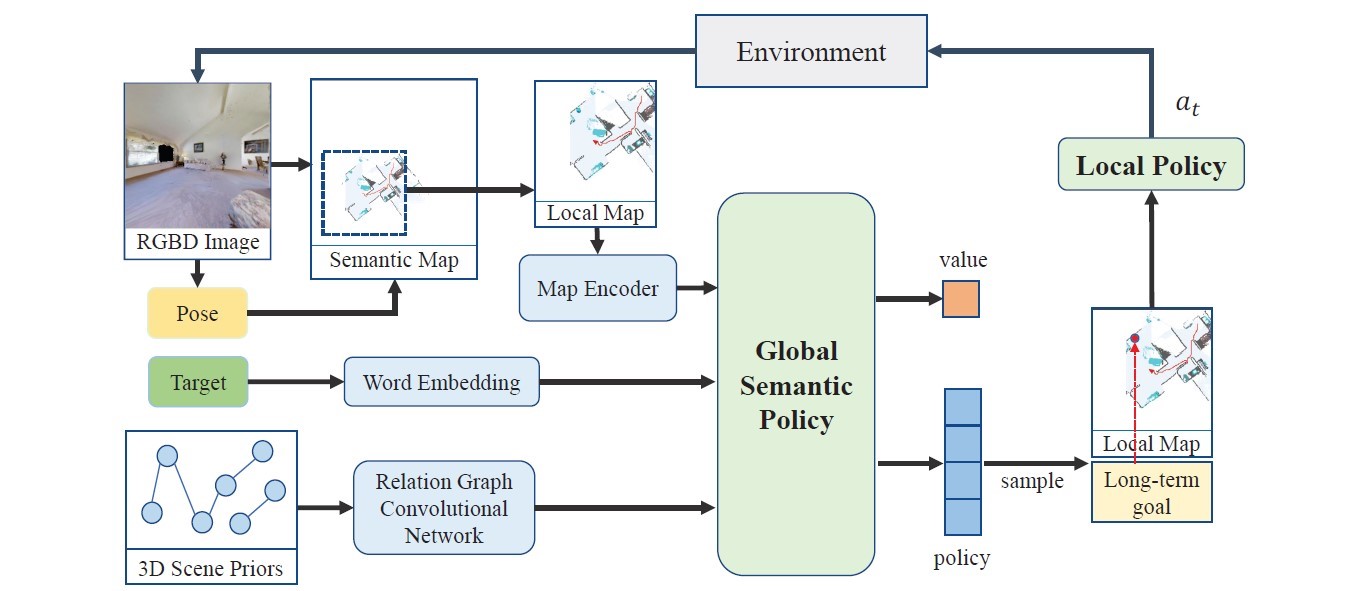 Environment
a_t
RGBD Image
Semantic Map
Local Map
Local Policy
Pose
Map Encoder
value
Target
Word Embedding
Global
Semantic
Policy
3D Scene Priors
Relation Graph
Convolutional
Network
policy
sample
Local Map
Long-term
goal